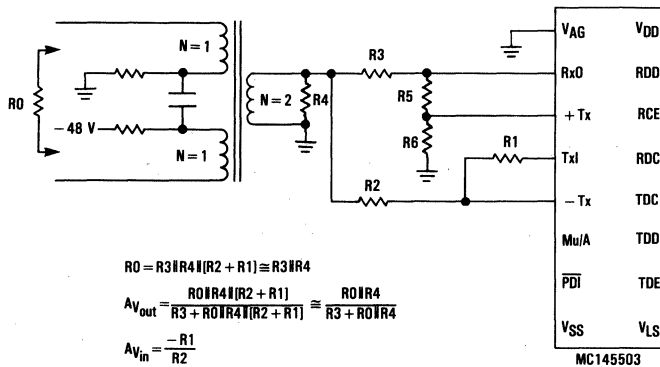 VAG VDD
N = 1
R3
RxO RDD
R0
N = 2
R4
R5
+ Tx RCE
− 48 V
R6
R1
N = 1
TxI RDC
R2
− Tx TDC
Mu/A TDD
R0 = R3‖R4‖[R2 + R1] ≅ R3‖R4
PDI TDE
AVout = R0‖R4‖[R2 + R1] / R3 + R0‖R4‖[R2 + R1] ≅ R0‖R4 / R3 + R0‖R4
VSS VLS
AVin = −R1 / R2
MC145503